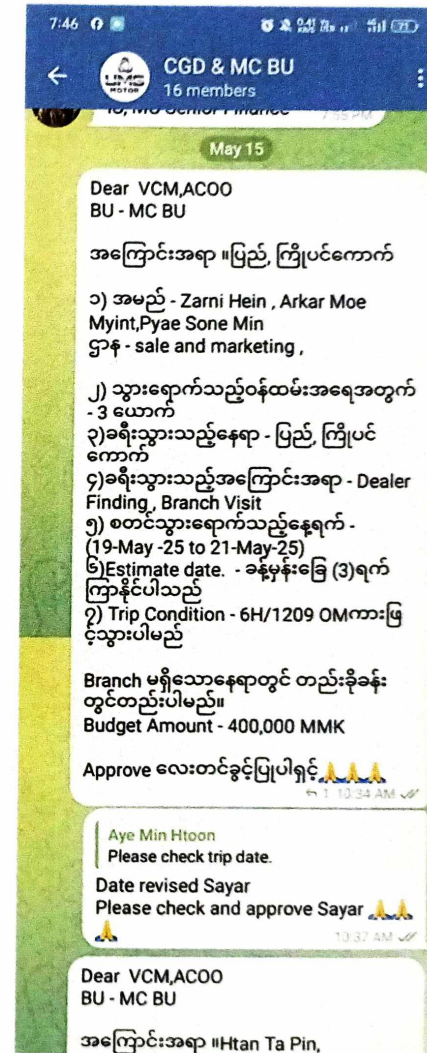 7:46
CGD & MC BU
16 members
UMS
MOTOR
7:55 PM
May 15
Dear VCM,ACOO
BU - MC BU
အကြောင်းအရာ ။ပြည်, ကြိုပင်ကောက်
၁) အမည် - Zarni Hein , Arkar Moe
Myint,Pyae Sone Min
ဌာန - sale and marketing ,
၂) သွားရောက်သည့်ဝန်ထမ်းအရေအတွက်
- 3 ယောက်
၃)ခရီးသွားသည့်နေရာ - ပြည်, ကြိုပင်
ကောက်
၄)ခရီးသွားသည့်အကြောင်းအရာ - Dealer
Finding , Branch Visit
၅) စတင်သွားရောက်သည့်နေ့ရက် -
(19-May -25 to 21-May-25)
၆)Estimate date. - ခန့်မှန်းခြေ (3)ရက်
ကြာနိုင်ပါသည်
၇) Trip Condition - 6H/1209 OMကားဖြ
င့်သွားပါမည်
Branch မရှိသောနေရာတွင် တည်းခိုခန်း
တွင်တည်းပါမည်။
Budget Amount - 400,000 MMK
Approve လေးတင်ခွင့်ပြုပါရှင့်🙏🙏🙏
1 10:34 AM
Aye Min Htoon
Please check trip date.
Date revised Sayar
Please check and approve Sayar 🙏🙏
🙏
10:37 AM
Dear VCM,ACOO
BU - MC BU
အကြောင်းအရာ ။Htan Ta Pin,